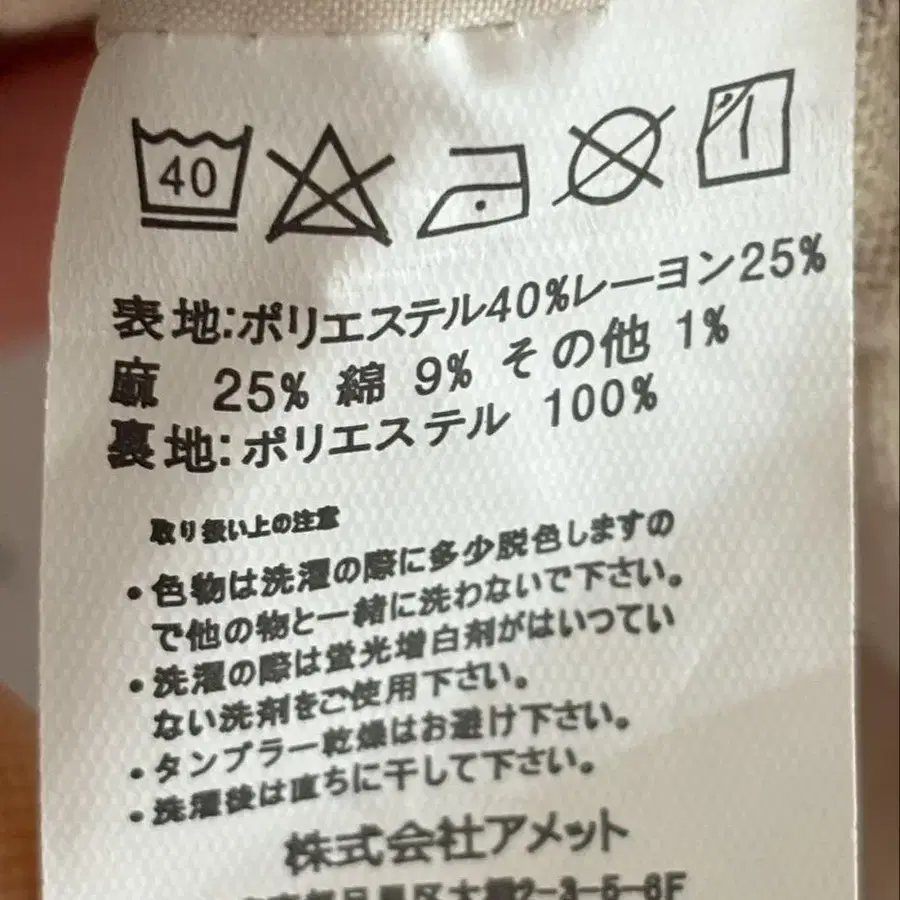 40
表地:ポリエステル40%レーヨン25%
麻 25% 綿 9% その他 1%
裏地:ポリエステル 100%
取り扱い上の注意
・色物は洗濯の際に多少脱色しますの
で他の物と一緒に洗わないで下さい。
・洗濯の際は蛍光増白剤がはいってい
ない洗剤をご使用下さい。
・タンブラー乾燥はお避け下さい。
・洗濯後は直ちに干して下さい。
株式会社アメット
2-3-5-6F